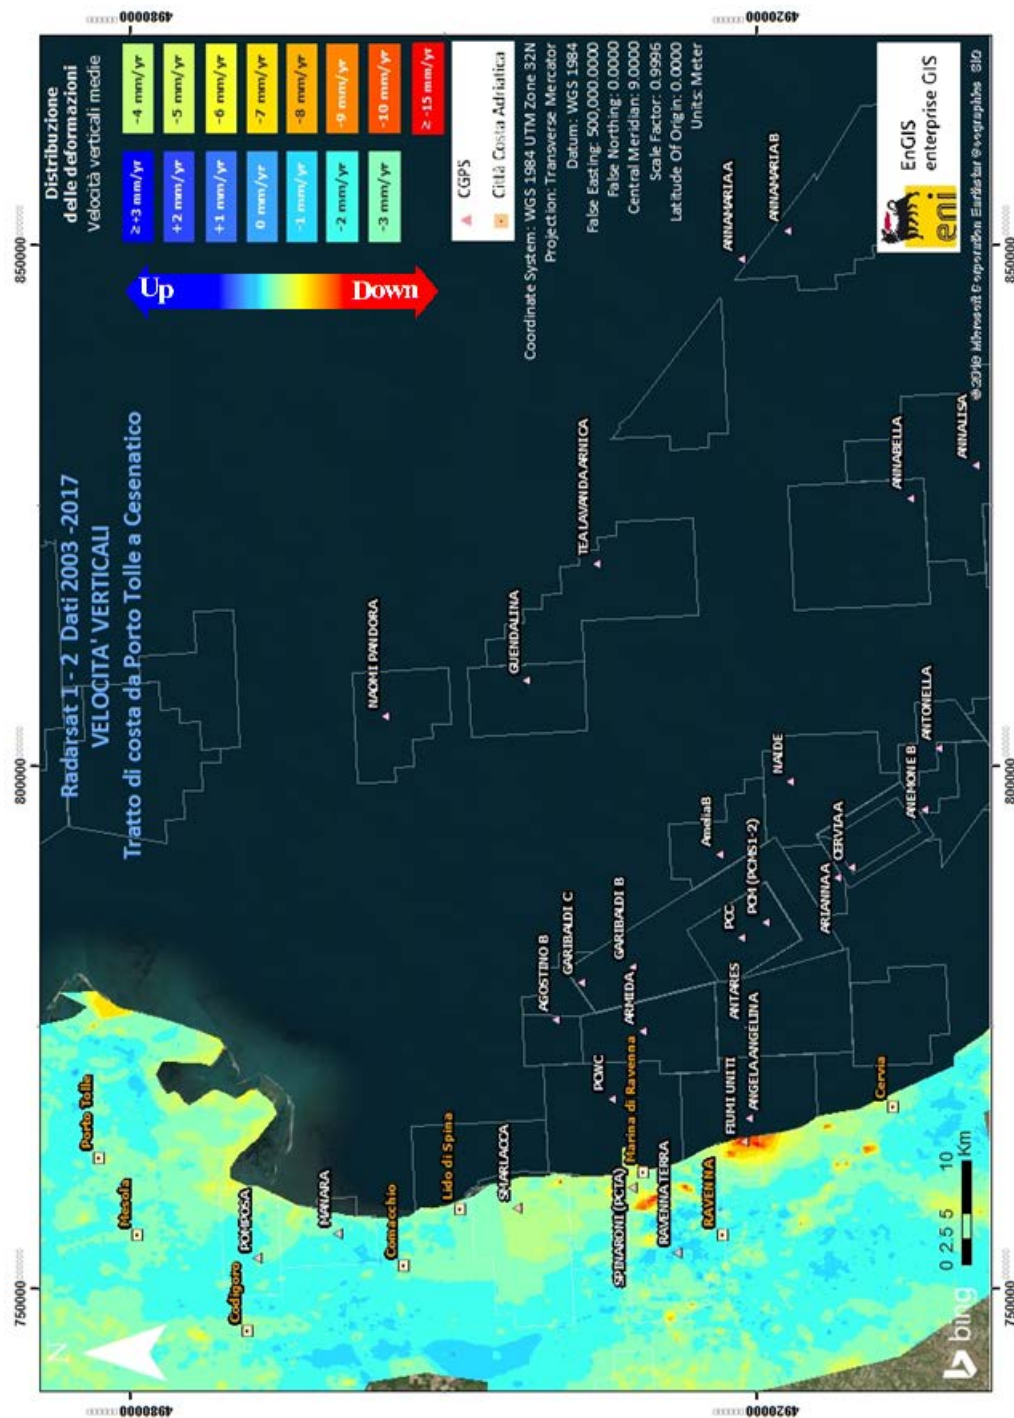 Radarsat 1 - 2 Dati 2003 -2017
VELOCITA' VERTICALI
Tratto di costa da Porto Tolle a Cesenatico
Distribuzione
delle deformazioni
Velocità verticali medie
≥ +3 mm/yr
+2 mm/yr
+1 mm/yr
0 mm/yr
-1 mm/yr
-2 mm/yr
-3 mm/yr
-4 mm/yr
-5 mm/yr
-6 mm/yr
-7 mm/yr
-8 mm/yr
-9 mm/yr
-10 mm/yr
≥ -15 mm/yr
Up
Down
CGPS
Città Costa Adriatica
Coordinate System: WGS 1984 UTM Zone 32N
Projection: Transverse Mercator
Datum: WGS 1984
False Easting: 500,000.0000
False Northing: 0.0000
Central Meridian: 9.0000
Scale Factor: 0.9996
Latitude Of Origin: 0.0000
Units: Meter
EnGIS
enterprise GIS
eni
N
750000
800000
850000
750000
800000
850000
4980000
4920000
4980000
4920000
Porto Tolle
Mesola
Codigoro
POMPOSA
MANARA
Comacchio
Lido di Spina
SMARLACCA
NAOMI PANDORA
GUENDALINA
TEA LAVANDA ARNICA
AGOSTINO B
GARIBALDI C
GARIBALDI B
PCWC
ARMIDA
Marina di Ravenna
SPINARONI (PCTA)
RAVENNA TERRA
RAVENNA
FIUMI UNITI
ANGELA ANGELINA
ANTARES
PCC
PCM (PCMS1-2)
AmeliaB
NAIDE
ARIANNA A
CERVIA A
Cervia
ANEMONE B
ANTONELLA
ANNABELLA
ANNALISA
ANNAMARIA A
ANNAMARIA B
bing
0 2.5 5 10 Km